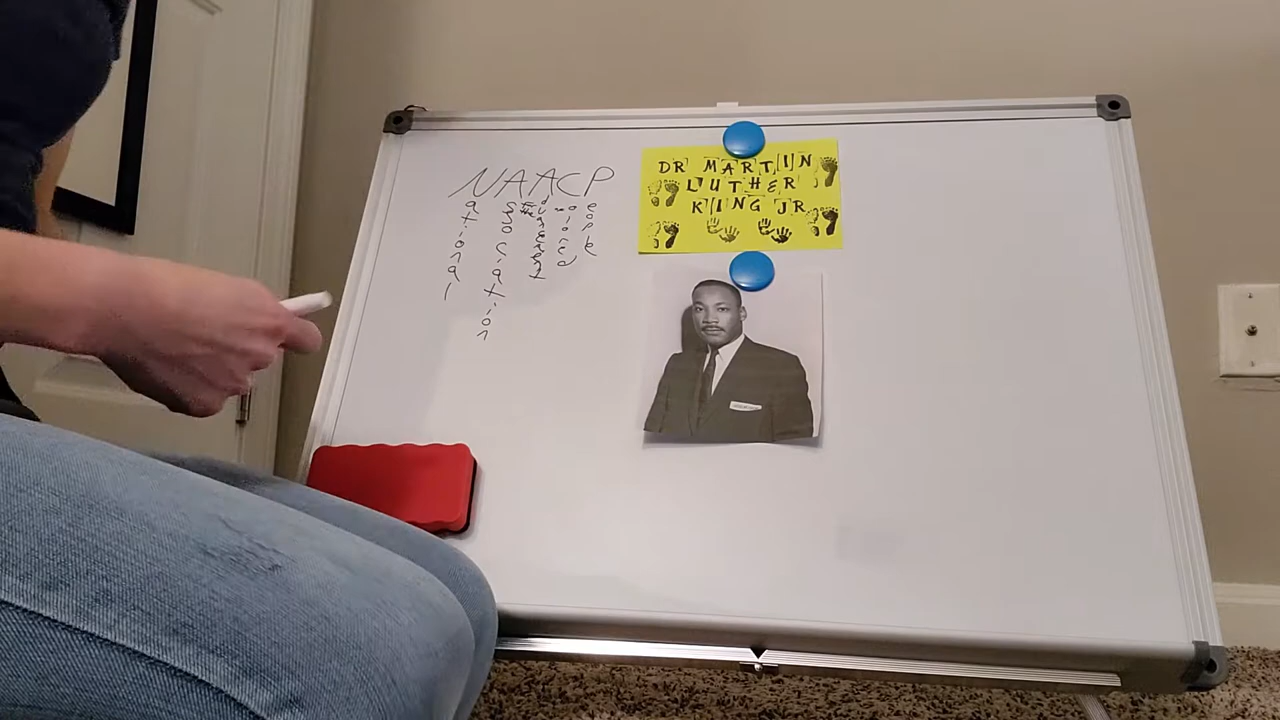 NAACP
ational
ssociation
dvancement
olored
eople
DR MARTIN
LUTHER
KING JR